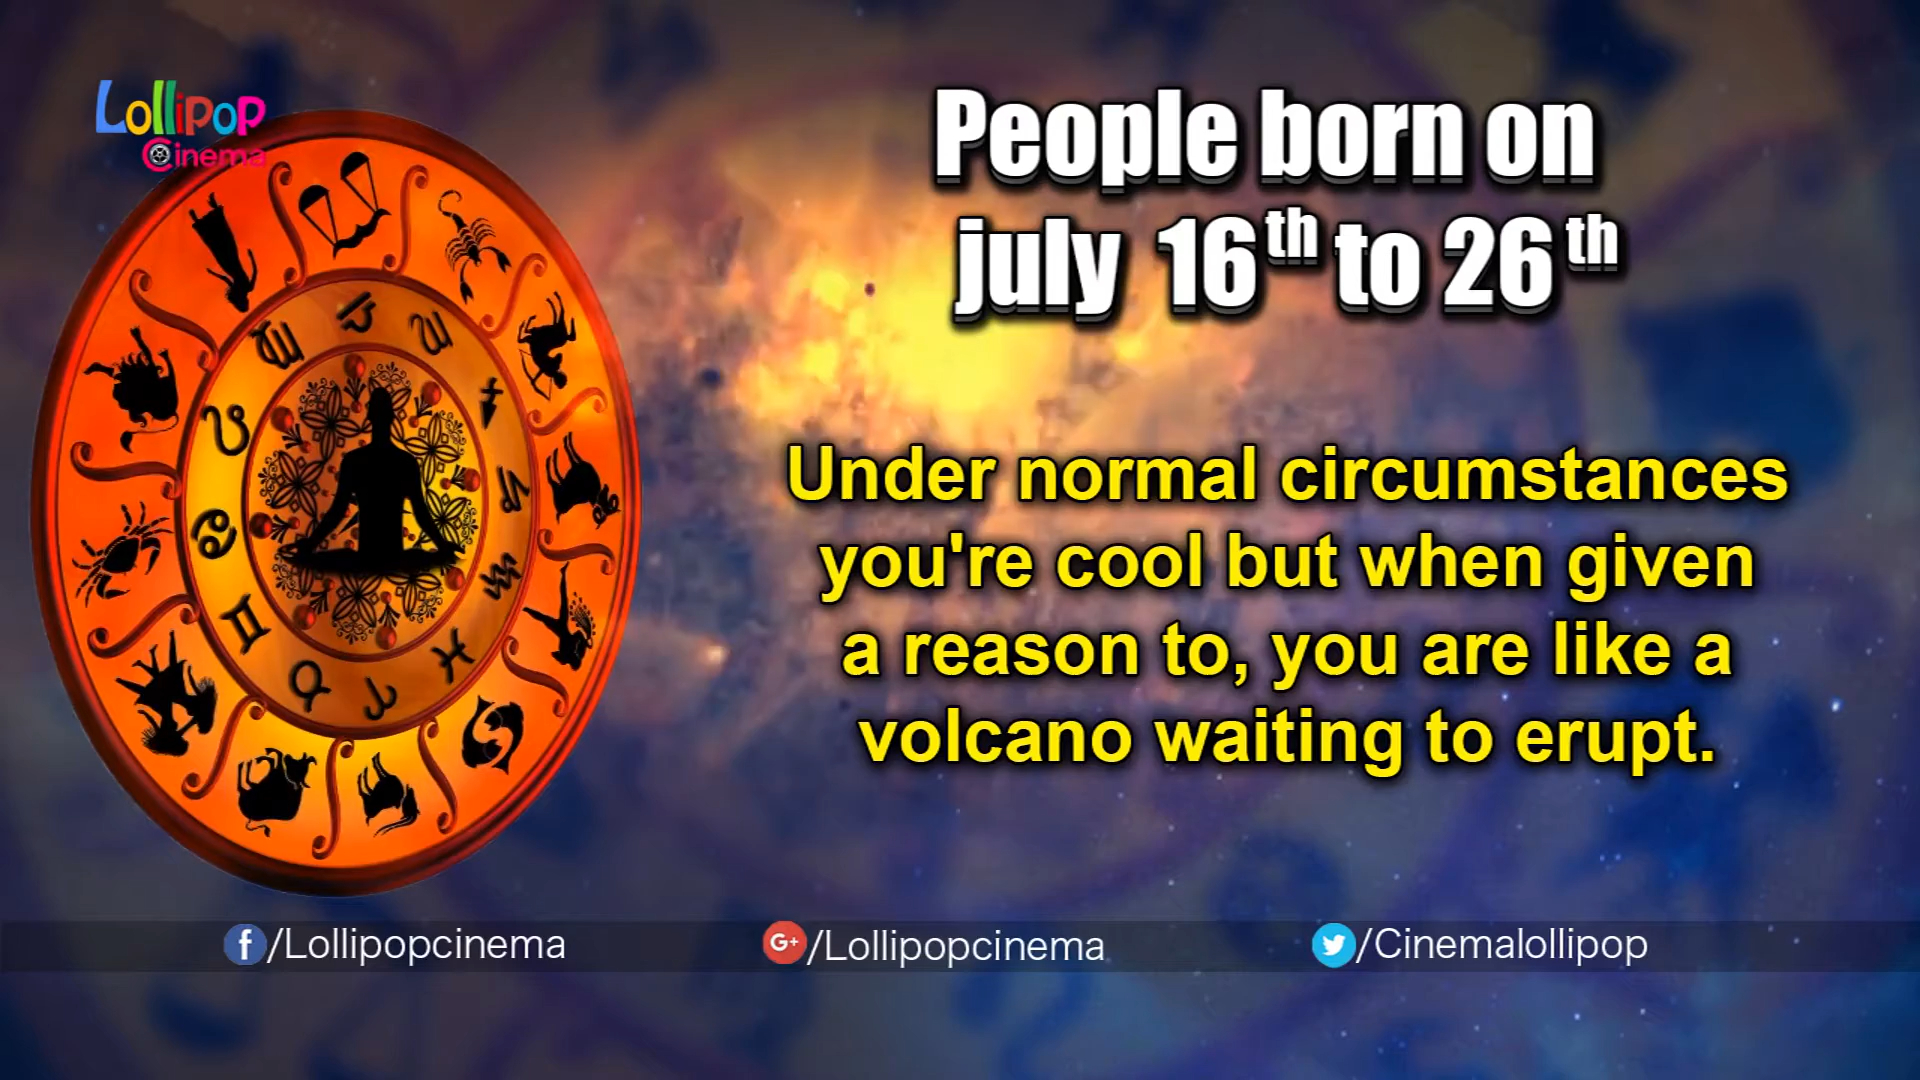 Lollipop
Cinema
People born on
july 16th to 26th
Under normal circumstances
you're cool but when given
a reason to, you are like a
volcano waiting to erupt.
f/Lollipopcinema
G+/Lollipopcinema
/Cinemalollipop